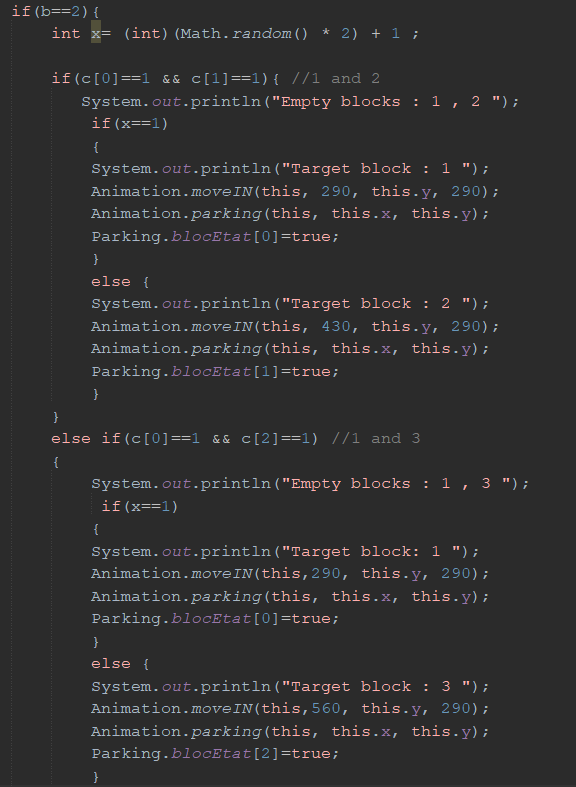 if(b==2){
int x= (int)(Math.random() * 2) + 1 ;
if(c[0]==1 && c[1]==1){ //1 and 2
System.out.println("Empty blocks : 1 , 2 ");
if(x==1)
{
System.out.println("Target block : 1 ");
Animation.moveIN(this, 290, this.y, 290);
Animation.parking(this, this.x, this.y);
Parking.blocEtat[0]=true;
}
else {
System.out.println("Target block : 2 ");
Animation.moveIN(this, 430, this.y, 290);
Animation.parking(this, this.x, this.y);
Parking.blocEtat[1]=true;
}
}
else if(c[0]==1 && c[2]==1) //1 and 3
{
System.out.println("Empty blocks : 1 , 3 ");
if(x==1)
{
System.out.println("Target block: 1 ");
Animation.moveIN(this,290, this.y, 290);
Animation.parking(this, this.x, this.y);
Parking.blocEtat[0]=true;
}
else {
System.out.println("Target block : 3 ");
Animation.moveIN(this,560, this.y, 290);
Animation.parking(this, this.x, this.y);
Parking.blocEtat[2]=true;
}